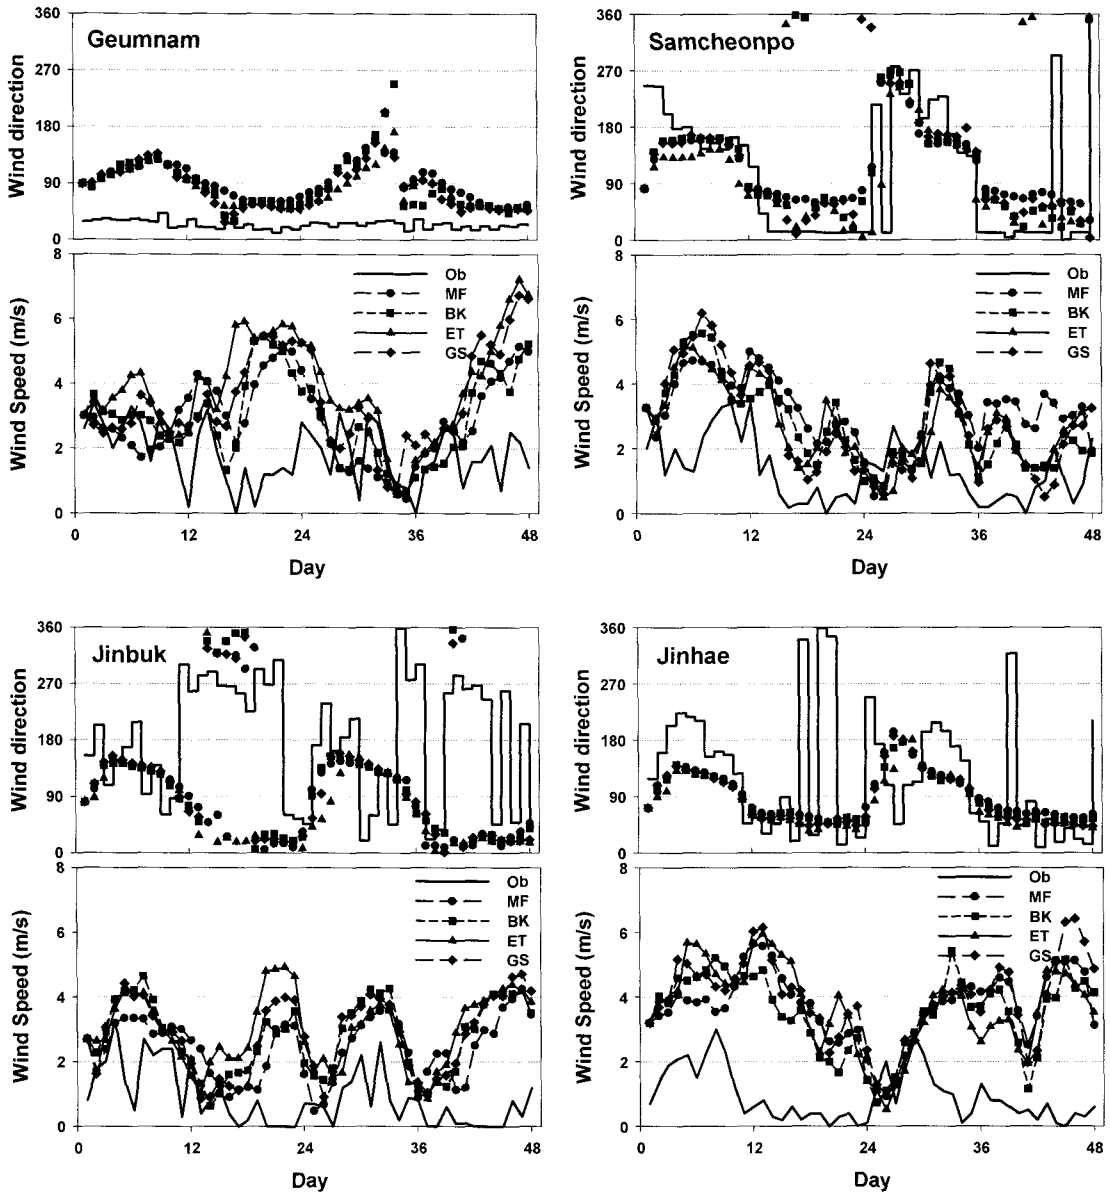 Geumnam
Wind direction
360
270
180
90
0
Wind Speed (m/s)
8
6
4
2
0
Ob
MF
BK
ET
GS
0 12 24 36 48
Day
Samcheonpo
Wind direction
360
270
180
90
0
Wind Speed (m/s)
8
6
4
2
0
Ob
MF
BK
ET
GS
0 12 24 36 48
Day
Jinbuk
Wind direction
360
270
180
90
0
Wind Speed (m/s)
8
6
4
2
0
Ob
MF
BK
ET
GS
0 12 24 36 48
Day
Jinhae
Wind direction
360
270
180
90
0
Wind Speed (m/s)
8
6
4
2
0
Ob
MF
BK
ET
GS
0 12 24 36 48
Day